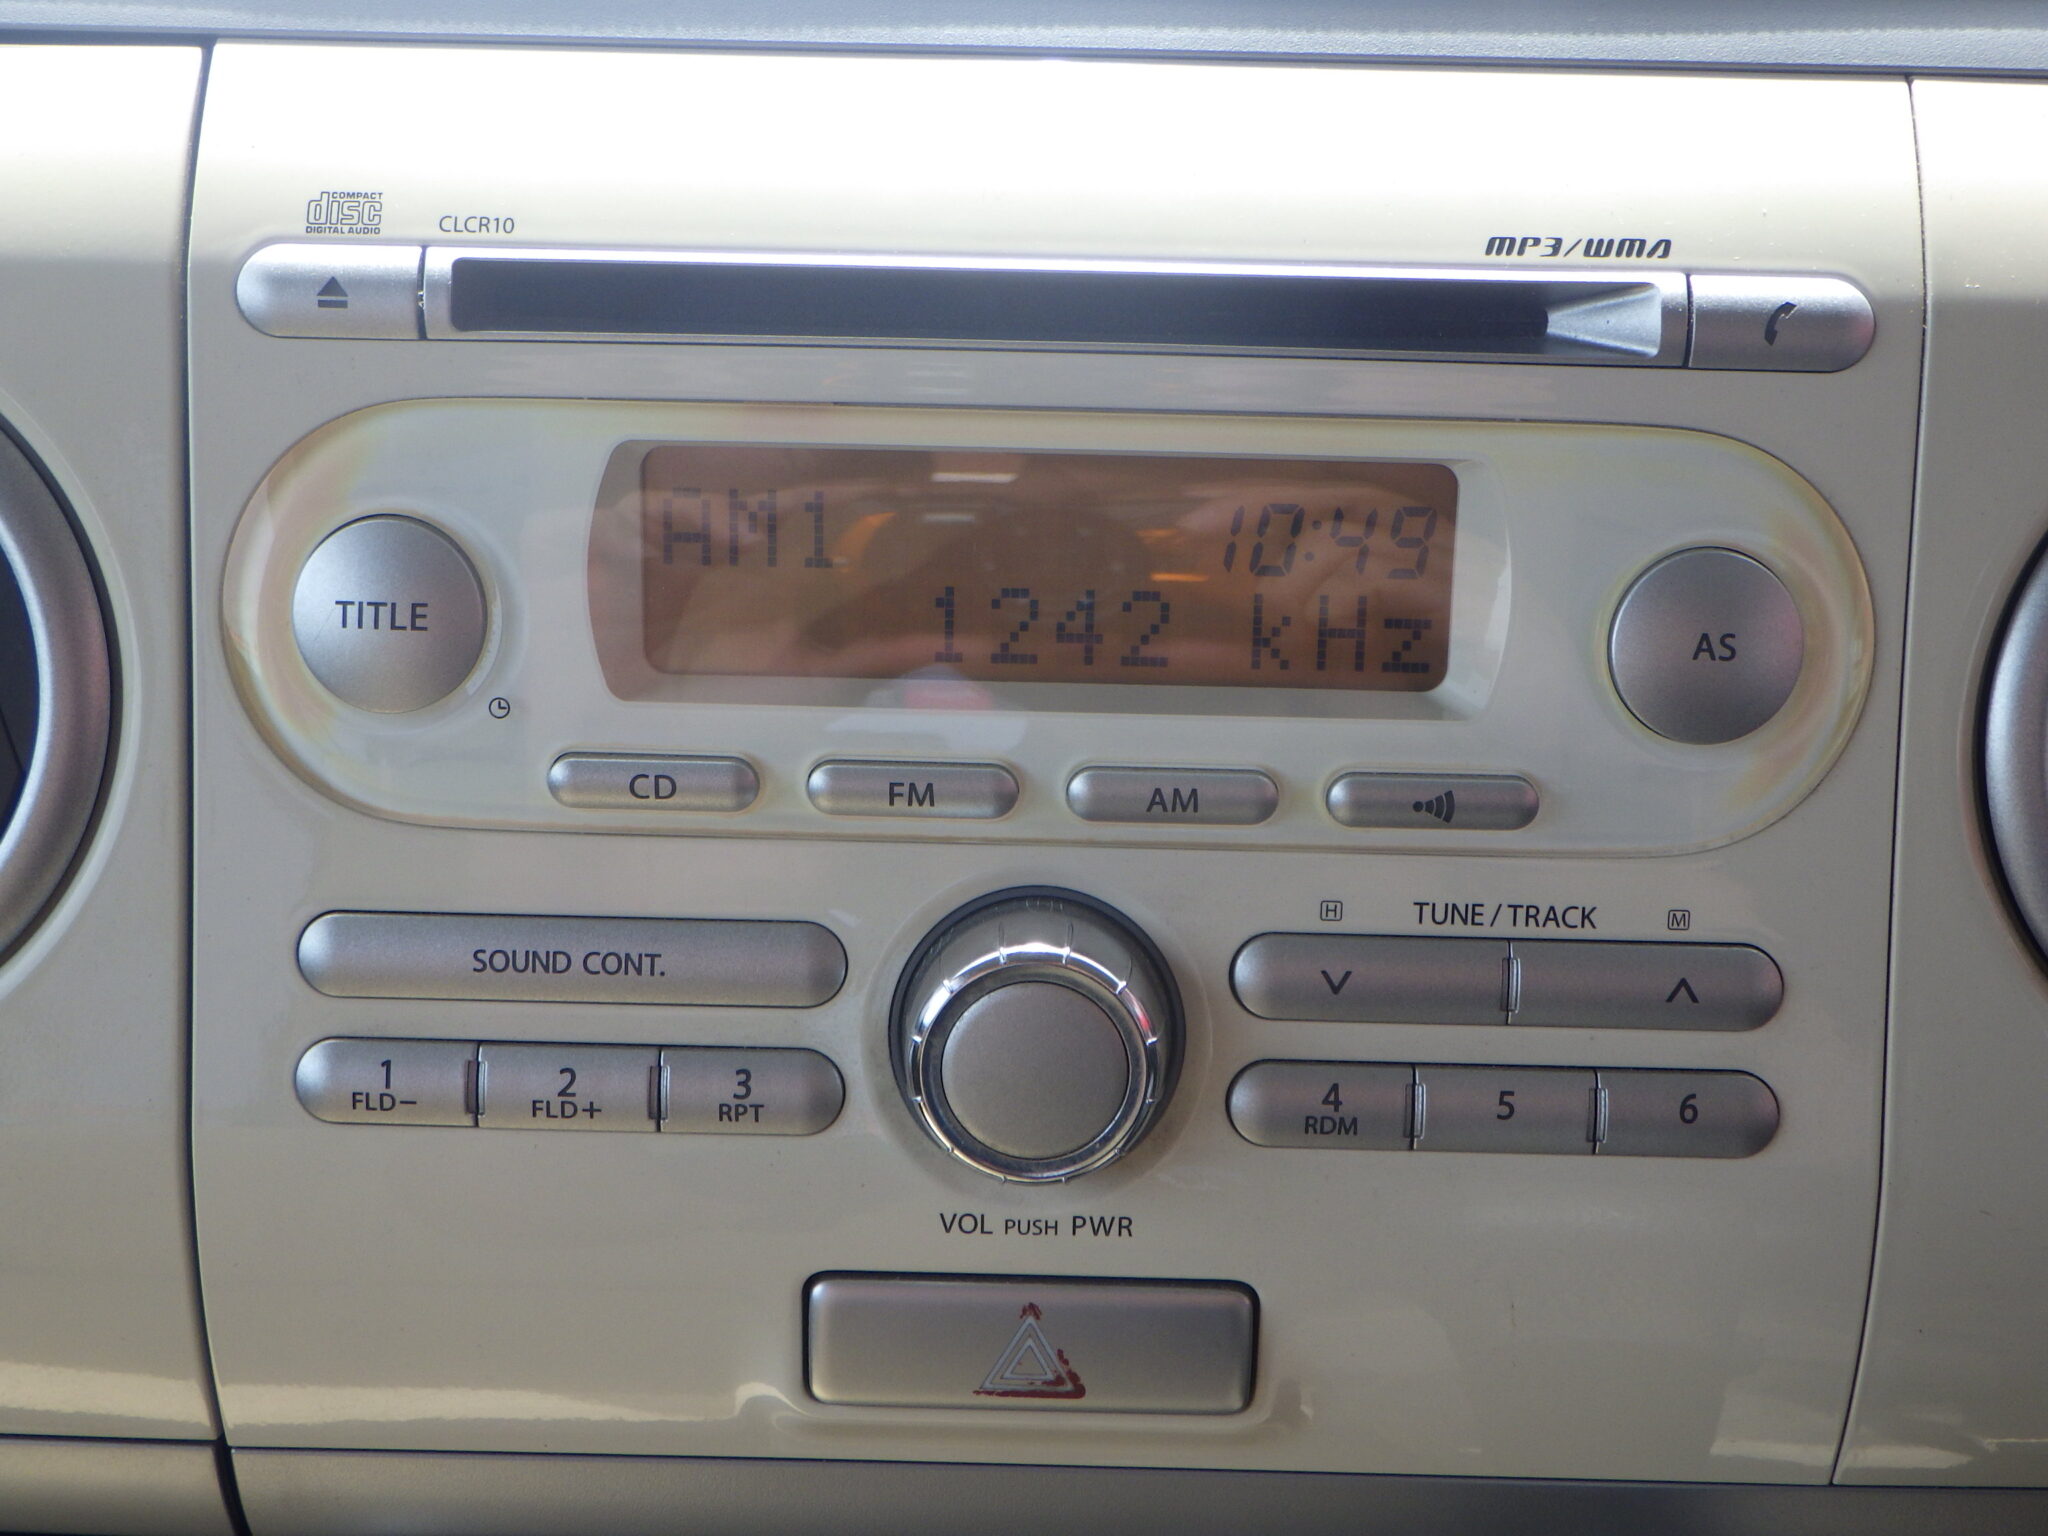 COMPACT
disc
DIGITAL AUDIO
CLCR10
MP3/WMA
AM1 10:49
1242 kHz
TITLE
AS
CD FM AM
H TUNE/TRACK M
SOUND CONT.
1 2 3
FLD− FLD+ RPT
4 5 6
RDM
VOL PUSH PWR